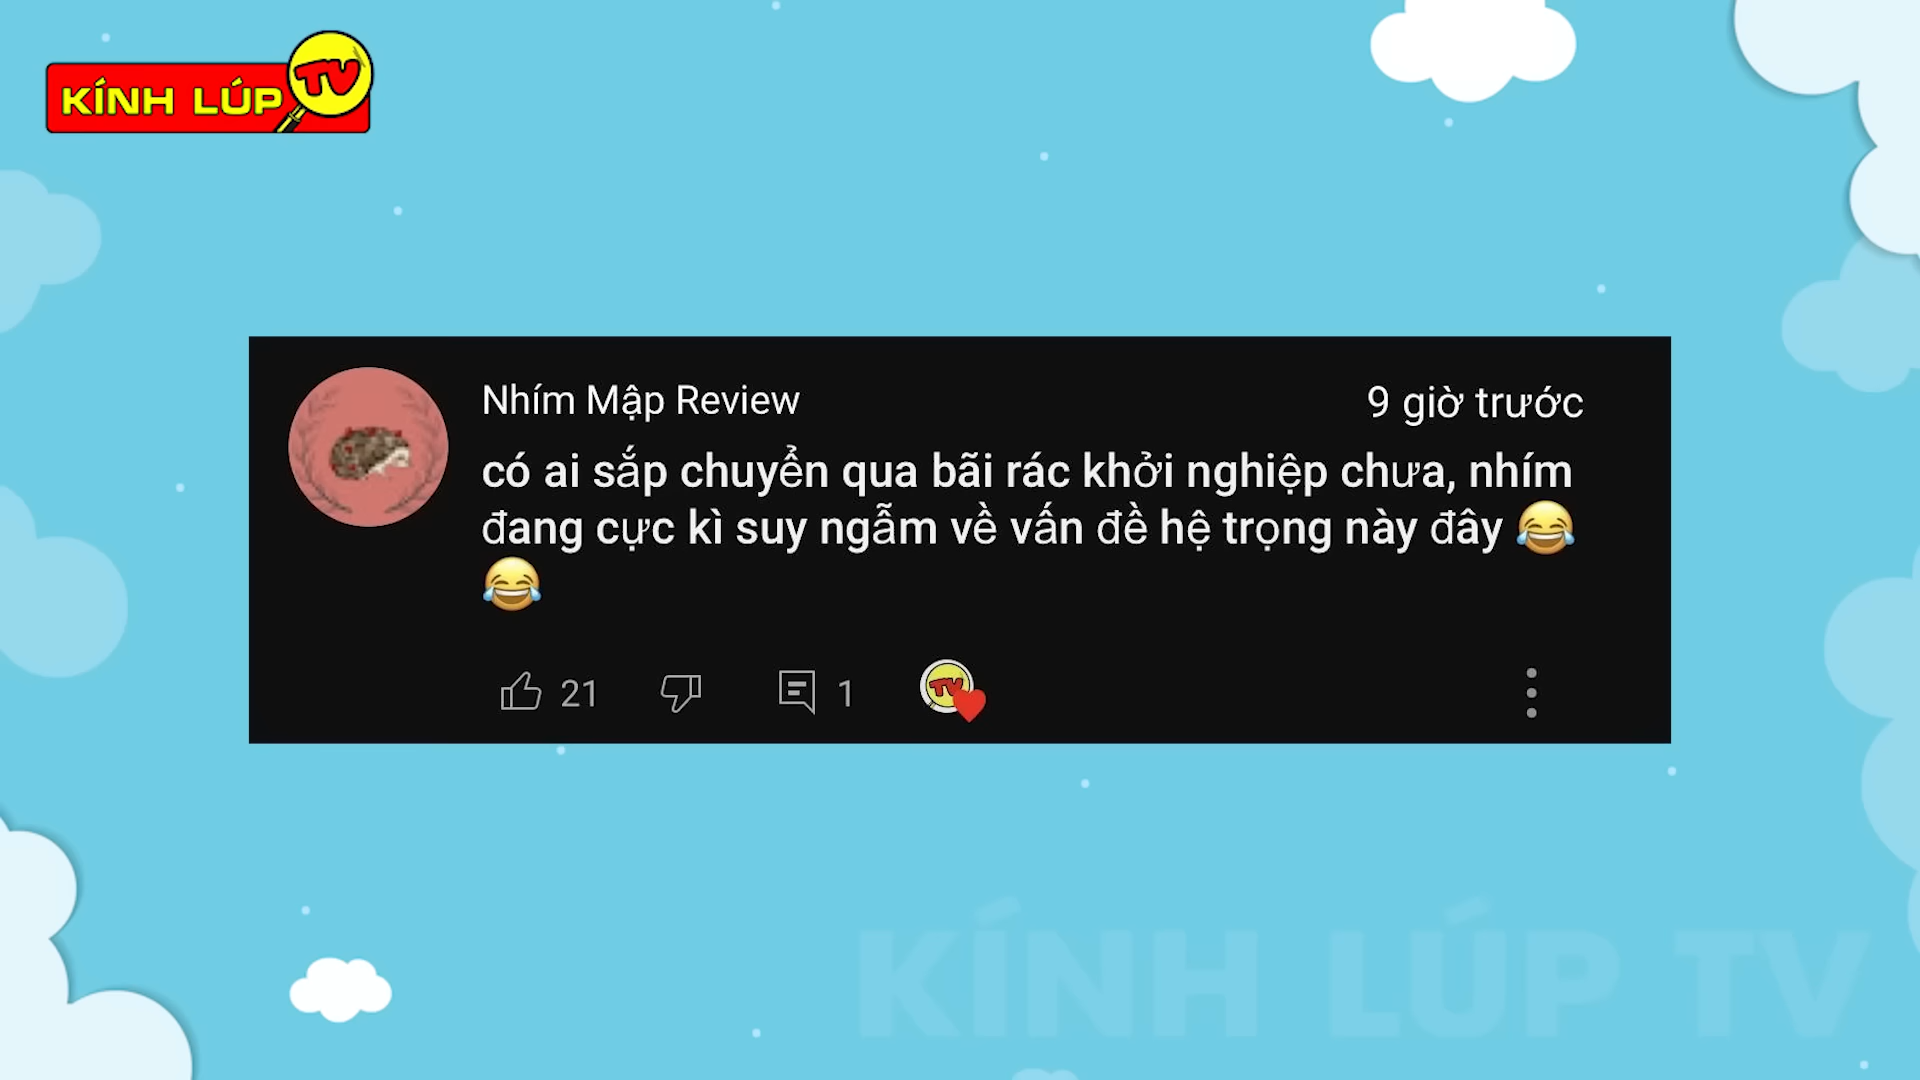 KÍNH LÚP TV
Nhím Mập Review
9 giờ trước
có ai sắp chuyển qua bãi rác khởi nghiệp chưa, nhím
đang cực kì suy ngẫm về vấn đề hệ trọng này đây 😂
😂
21
1
TV
KÍNH LÚP TV